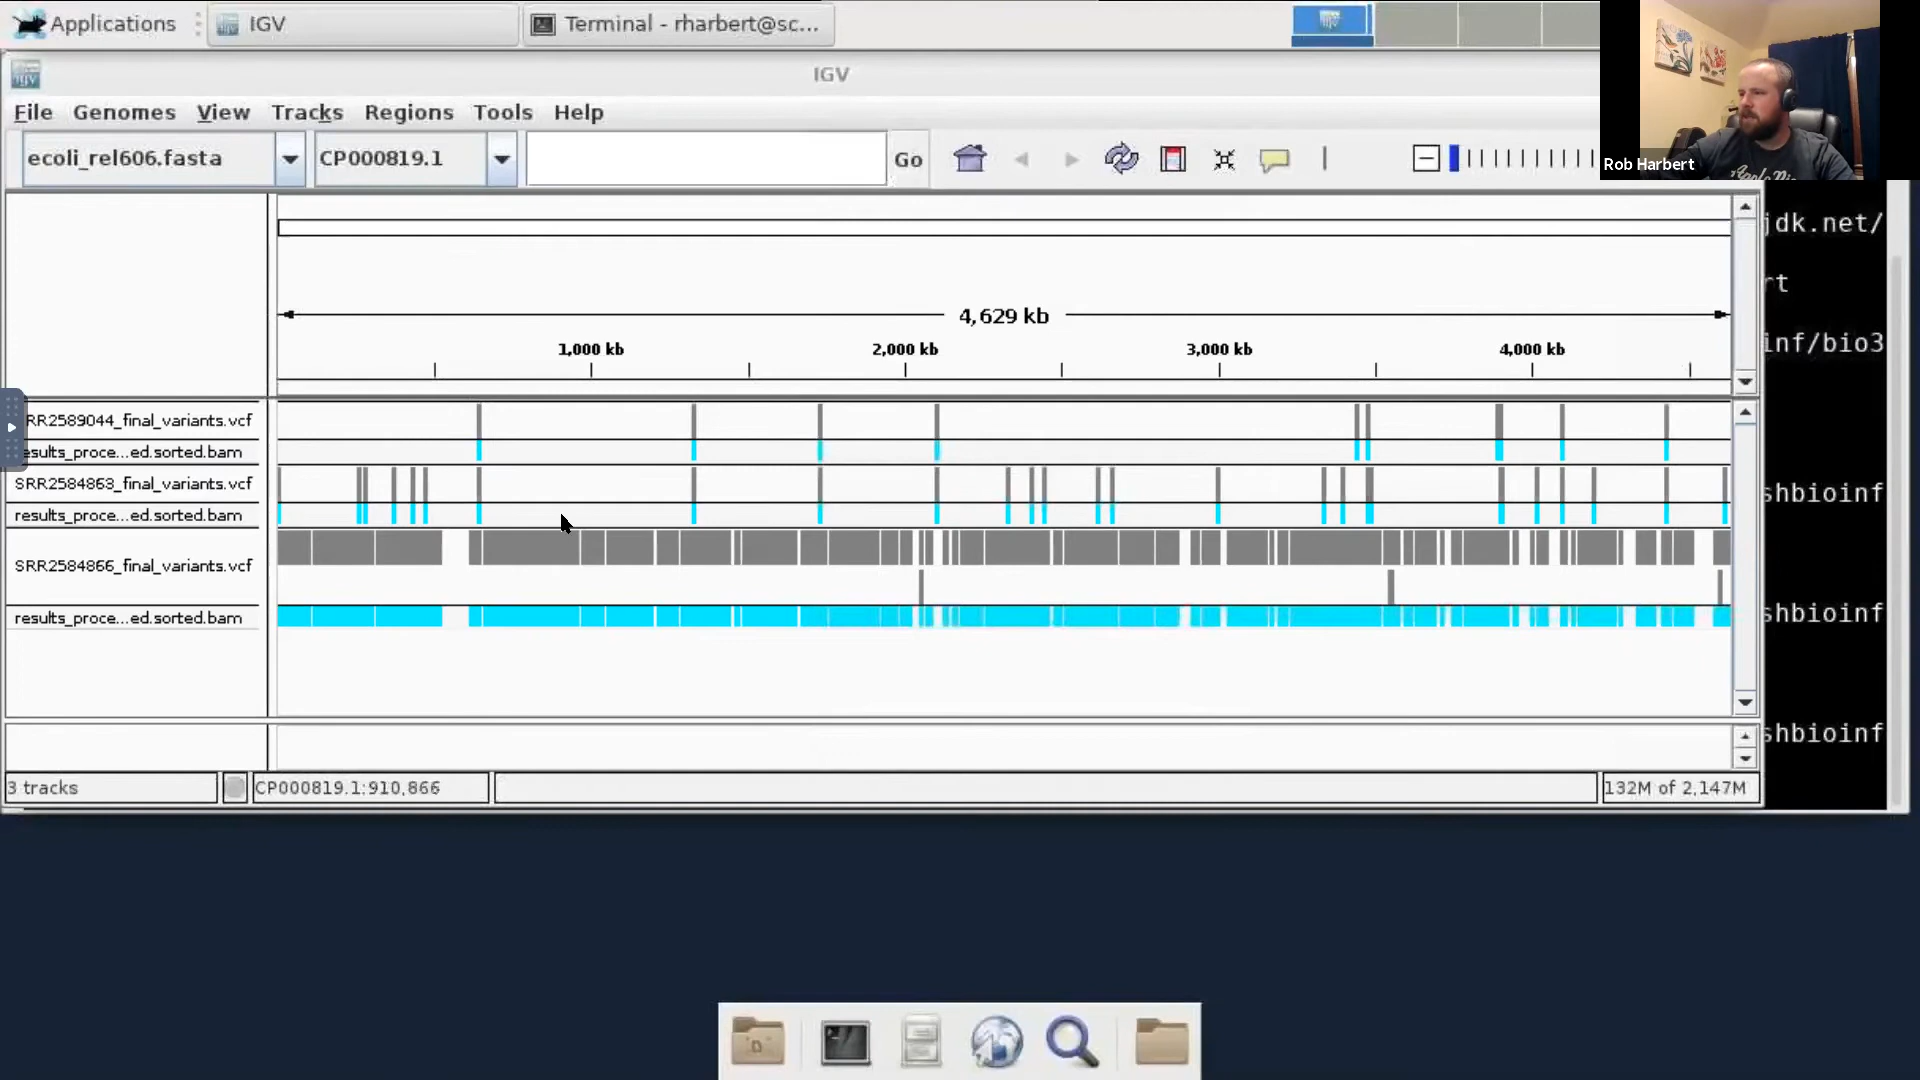 Applications
IGV
Terminal - rharbert@sc...
IGV
File Genomes View Tracks Regions Tools Help
ecoli_rel606.fasta
CP000819.1
Go
Rob Harbert
jdk.net/
rt
inf/bio3
shbioinf
shbioinf
shbioinf
4,629 kb
1,000 kb
2,000 kb
3,000 kb
4,000 kb
RR2589044_final_variants.vcf
esults_proce...ed.sorted.bam
SRR2584863_final_variants.vcf
results_proce...ed.sorted.bam
SRR2584866_final_variants.vcf
results_proce...ed.sorted.bam
3 tracks
CP000819.1:910,866
132M of 2,147M